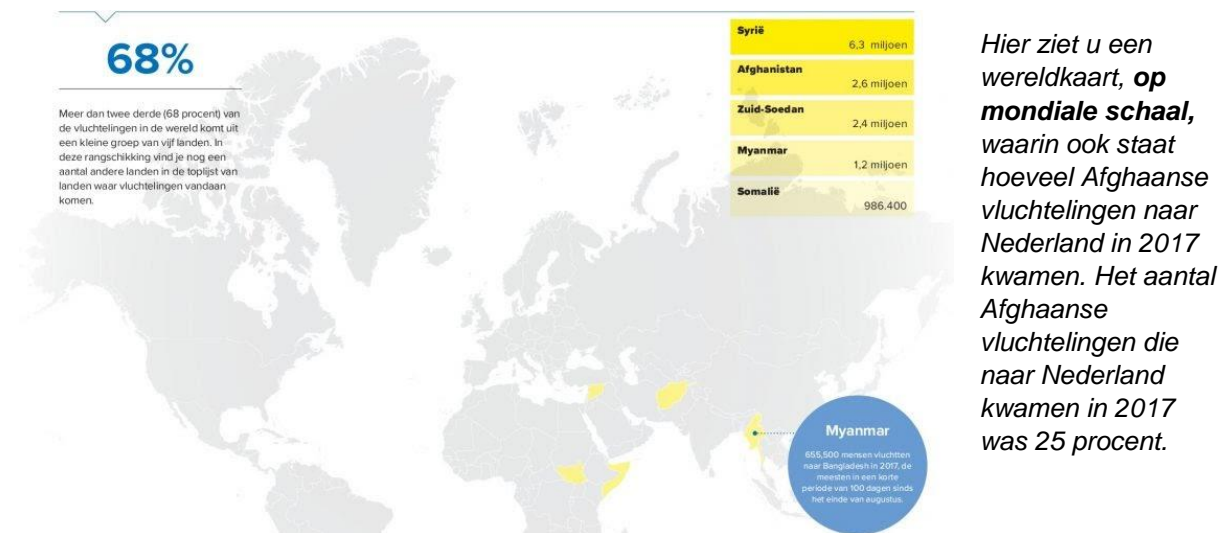 68%
Meer dan twee derde (68 procent) van
de vluchtelingen in de wereld komt uit
een kleine groep van vijf landen. In
deze rangschikking vind je nog een
aantal andere landen in de toplijst van
landen waar vluchtelingen vandaan
komen.
Syrië
6,3 miljoen
Afghanistan
2,6 miljoen
Zuid-Soedan
2,4 miljoen
Myanmar
1,2 miljoen
Somalië
986.400
Myanmar
655,500 mensen vluchtten
naar Bangladesh in 2017, de
meesten in een korte
periode van 100 dagen sinds
het einde van augustus.
Hier ziet u een
wereldkaart, op
mondiale schaal,
waarin ook staat
hoeveel Afghaanse
vluchtelingen naar
Nederland in 2017
kwamen. Het aantal
Afghaanse
vluchtelingen die
naar Nederland
kwamen in 2017
was 25 procent.